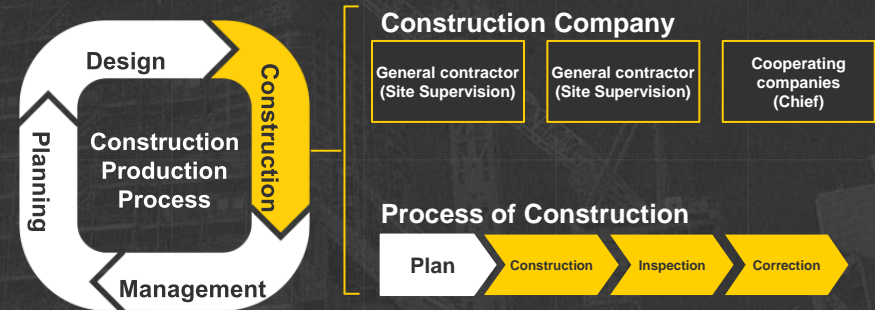 Design
Construction
Planning
Construction
Production
Process
Management
Construction Company
General contractor
(Site Supervision)
General contractor
(Site Supervision)
Cooperating
companies
(Chief)
Process of Construction
Plan
Construction
Inspection
Correction